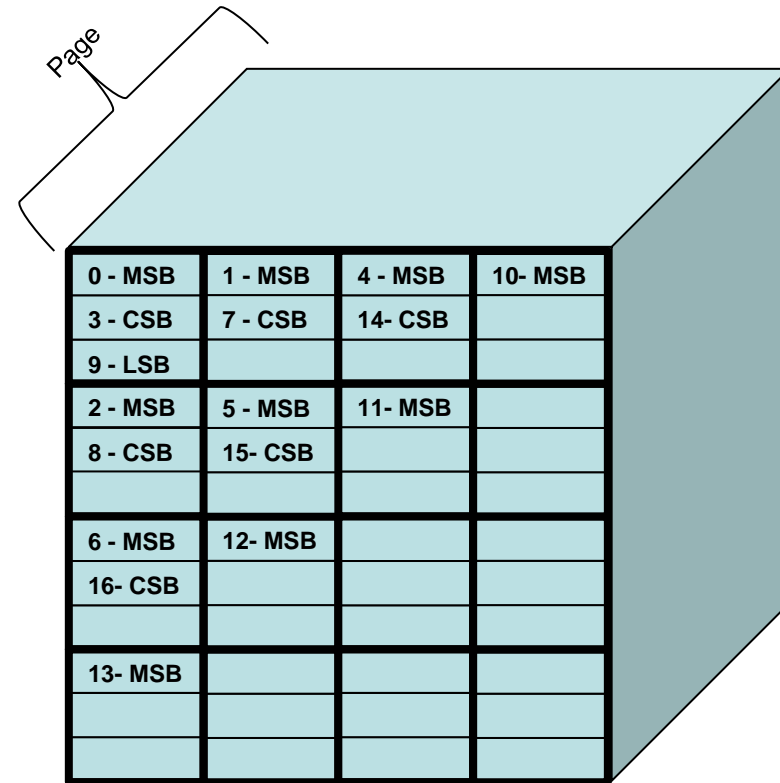 Page
0 - MSB 1 - MSB 4 - MSB 10- MSB
3 - CSB 7 - CSB 14- CSB
9 - LSB
2 - MSB 5 - MSB 11- MSB
8 - CSB 15- CSB
6 - MSB 12- MSB
16- CSB
13- MSB